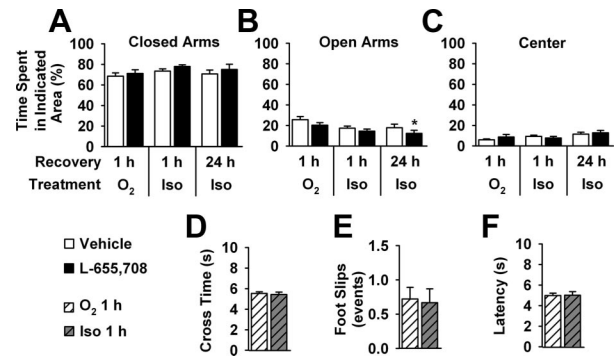 A
Closed Arms
Time Spent in Indicated Area (%)
100
80
60
40
20
0
B
Open Arms
100
80
60
40
20
0
*
C
Center
100
80
60
40
20
0
Recovery 1 h 1 h 24 h 1 h 1 h 24 h 1 h 1 h 24 h
Treatment O2 Iso Iso O2 Iso Iso O2 Iso Iso
Vehicle
L-655,708
O2 1 h
Iso 1 h
D
Cross Time (s)
10
8
6
4
2
0
E
Foot Slips (events)
1.5
1.0
0.5
0.0
F
Latency (s)
10
8
6
4
2
0